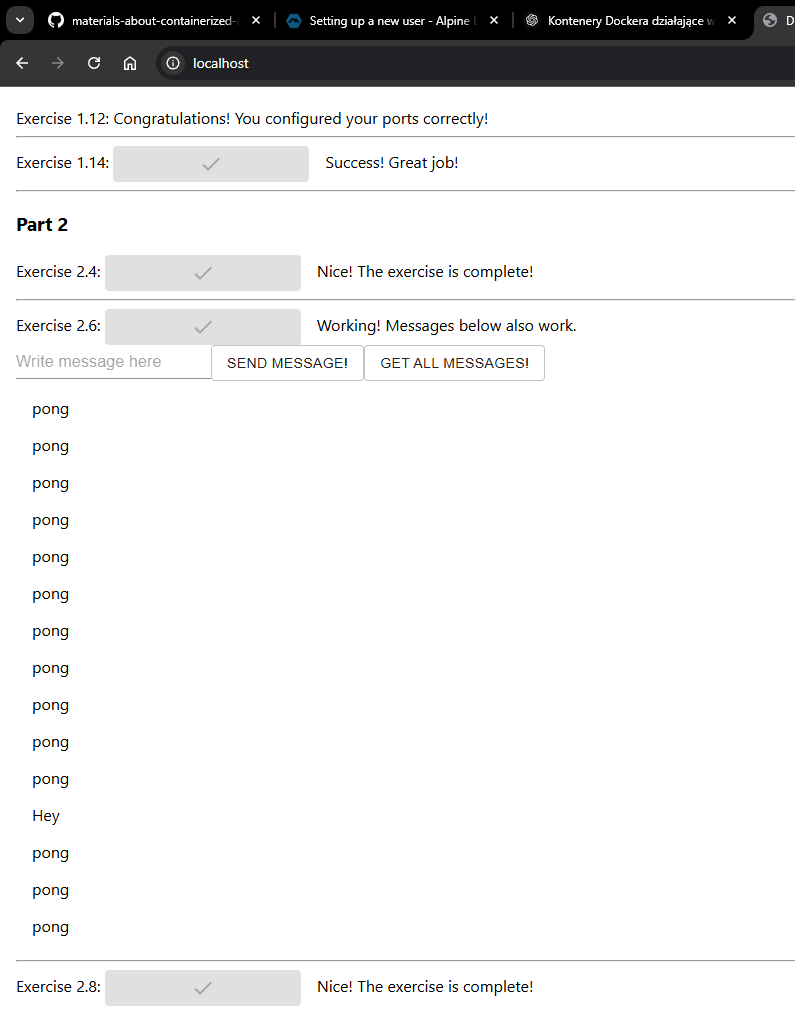 materials-about-containerized-
Setting up a new user - Alpine
Kontenery Dockera działające
D
localhost
Exercise 1.12: Congratulations! You configured your ports correctly!
Exercise 1.14: Success! Great job!
Part 2
Exercise 2.4: Nice! The exercise is complete!
Exercise 2.6: Working! Messages below also work.
Write message here SEND MESSAGE! GET ALL MESSAGES!
pong
pong
pong
pong
pong
pong
pong
pong
pong
pong
pong
Hey
pong
pong
pong
Exercise 2.8: Nice! The exercise is complete!